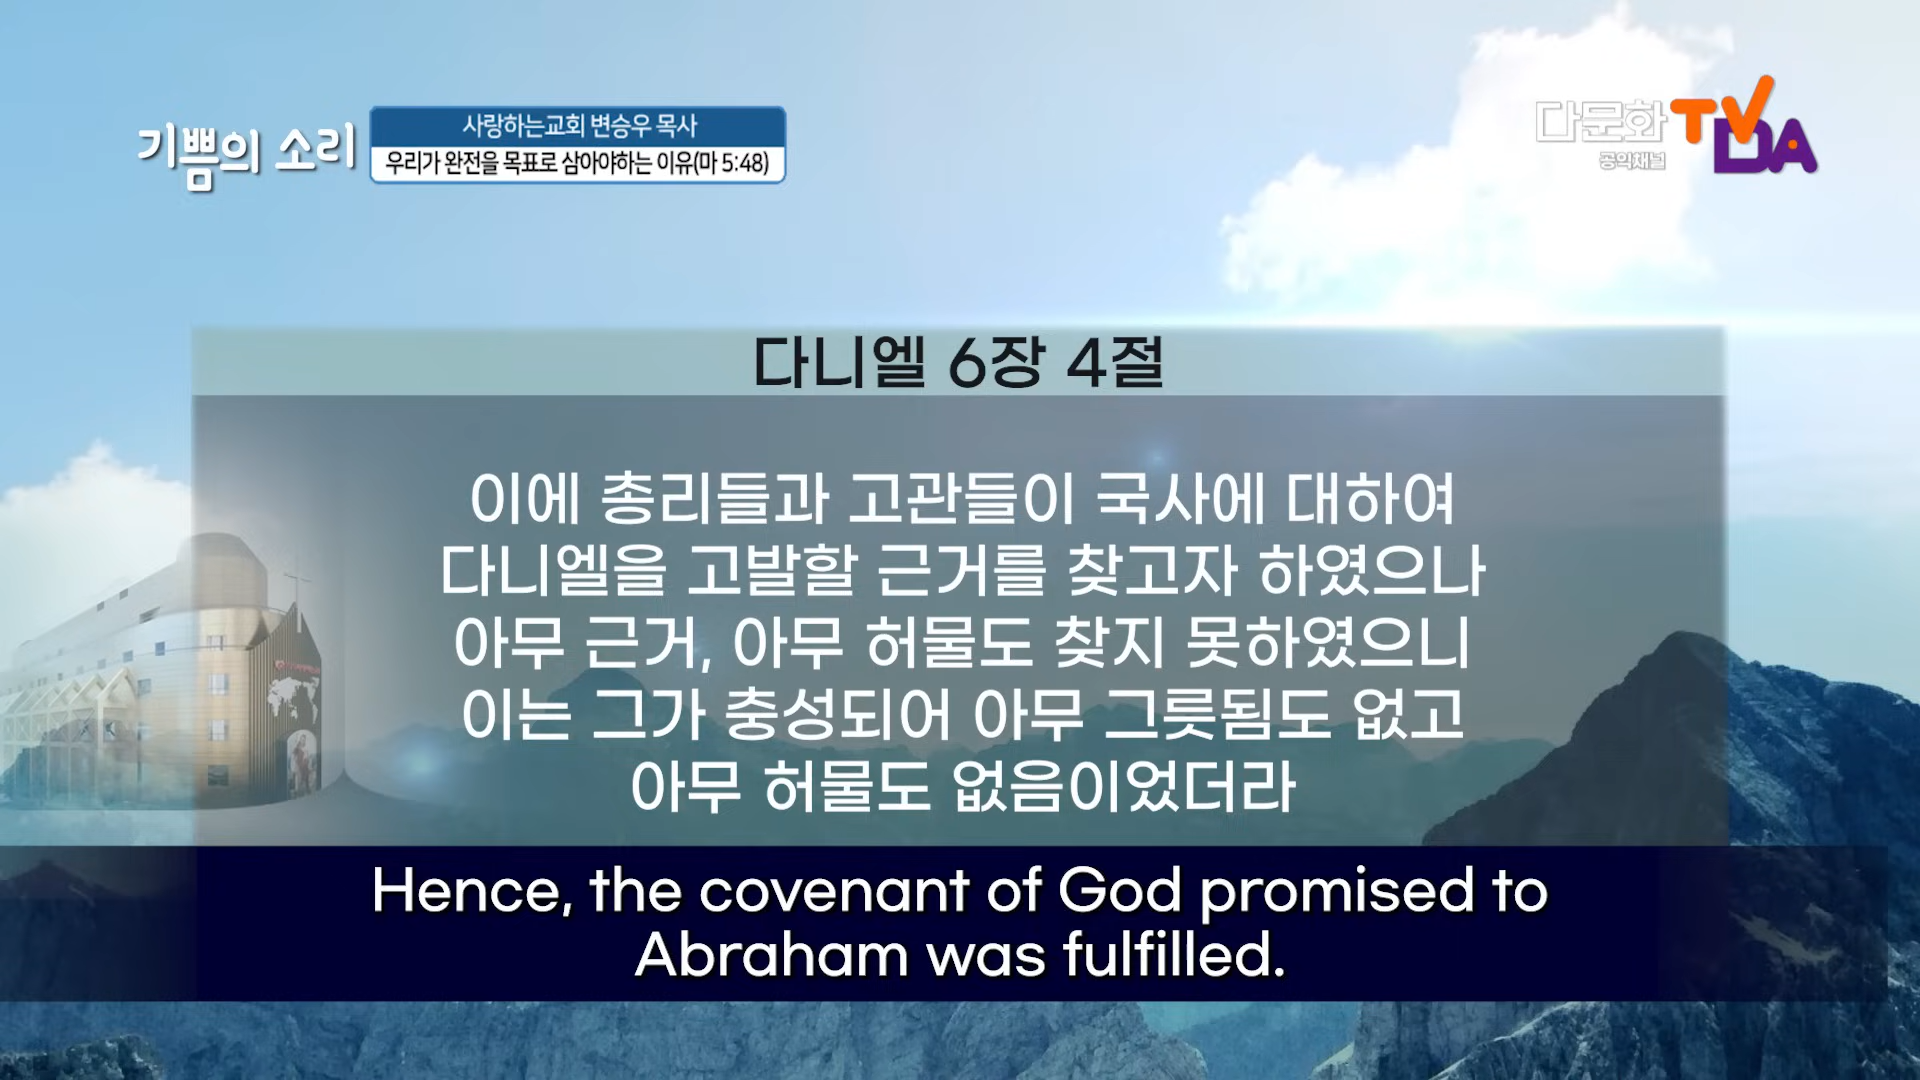 기쁨의 소리
사랑하는교회 변승우 목사
우리가 완전을 목표로 삼아야하는 이유(마 5:48)
다문화 TV
공익채널 DA
다니엘 6장 4절
이에 총리들과 고관들이 국사에 대하여
다니엘을 고발할 근거를 찾고자 하였으나
아무 근거, 아무 허물도 찾지 못하였으니
이는 그가 충성되어 아무 그릇됨도 없고
아무 허물도 없음이었더라
Hence, the covenant of God promised to
Abraham was fulfilled.